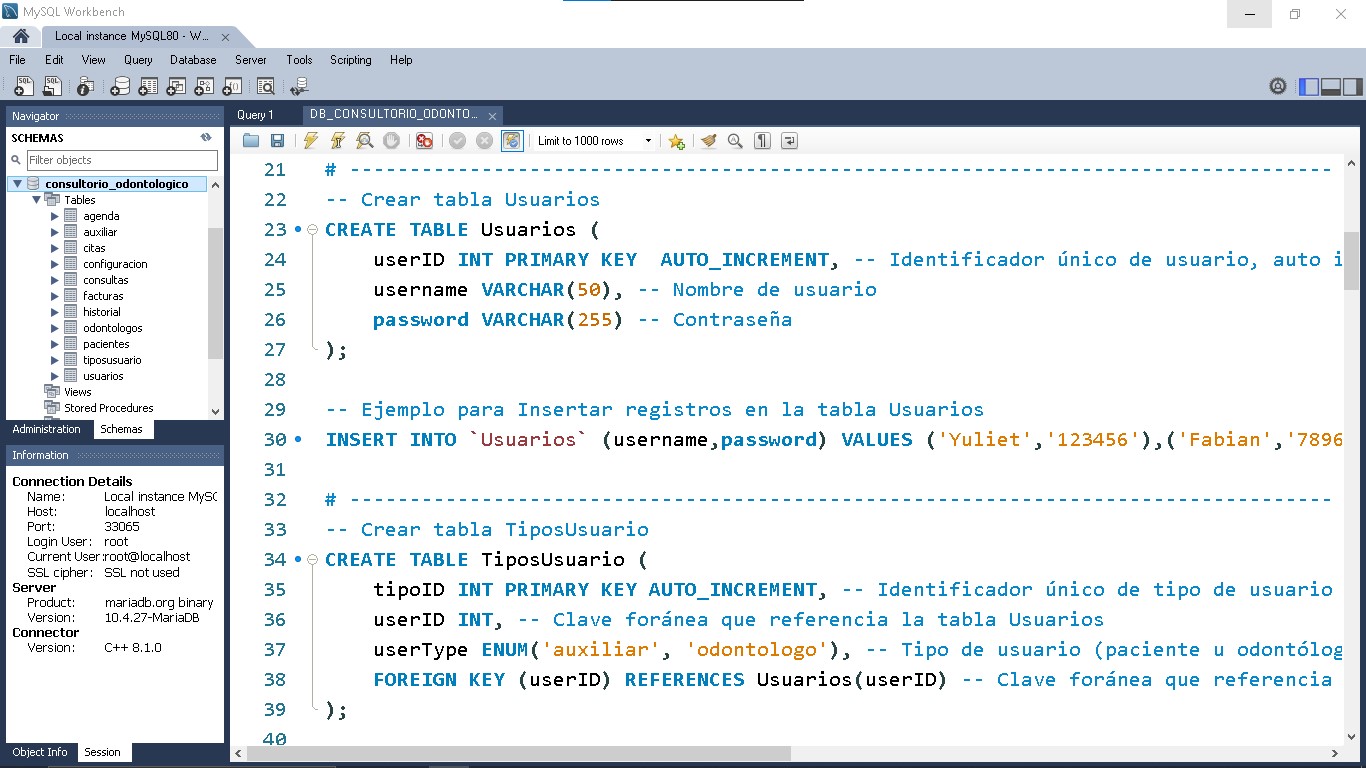 MySQL Workbench
Local instance MySQL80 - W...
File Edit View Query Database Server Tools Scripting Help
Navigator
SCHEMAS
Filter objects
consultorio_odontologico
Tables
agenda
auxiliar
citas
configuracion
consultas
facturas
historial
odontologos
pacientes
tiposusuario
usuarios
Views
Stored Procedures
Administration Schemas
Information
Connection Details
Name: Local instance MySQ
Host: localhost
Port: 33065
Login User: root
Current User: root@localhost
SSL cipher: SSL not used
Server
Product: mariadb.org binary
Version: 10.4.27-MariaDB
Connector
Version: C++ 8.1.0
Object Info Session
Query 1 DB_CONSULTORIO_ODONTO...
Limit to 1000 rows
21 # ----------------------------------------------------------------------------------
22 -- Crear tabla Usuarios
23 CREATE TABLE Usuarios (
24 userID INT PRIMARY KEY  AUTO_INCREMENT, -- Identificador único de usuario, auto i
25 username VARCHAR(50), -- Nombre de usuario
26 password VARCHAR(255) -- Contraseña
27 );
28
29 -- Ejemplo para Insertar registros en la tabla Usuarios
30 INSERT INTO `Usuarios` (username,password) VALUES ('Yuliet','123456'),('Fabian','7896
31
32 # ----------------------------------------------------------------------------------
33 -- Crear tabla TiposUsuario
34 CREATE TABLE TiposUsuario (
35 tipoID INT PRIMARY KEY AUTO_INCREMENT, -- Identificador único de tipo de usuario
36 userID INT, -- Clave foránea que referencia la tabla Usuarios
37 userType ENUM('auxiliar', 'odontologo'), -- Tipo de usuario (paciente u odontólog
38 FOREIGN KEY (userID) REFERENCES Usuarios(userID) -- Clave foránea que referencia
39 );
40